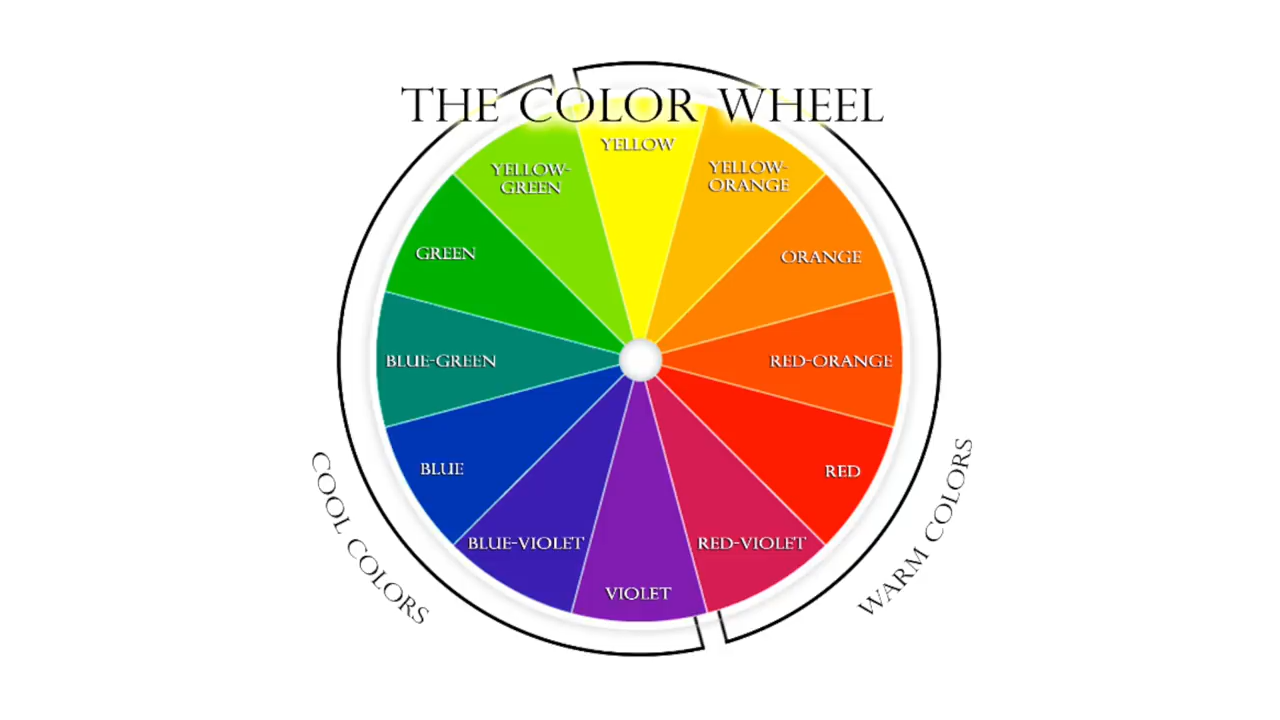 THE COLOR WHEEL
YELLOW
YELLOW-
GREEN
YELLOW-
ORANGE
GREEN
ORANGE
BLUE-GREEN
RED-ORANGE
BLUE
RED
BLUE-VIOLET
RED-VIOLET
VIOLET
COOL COLORS
WARM COLORS